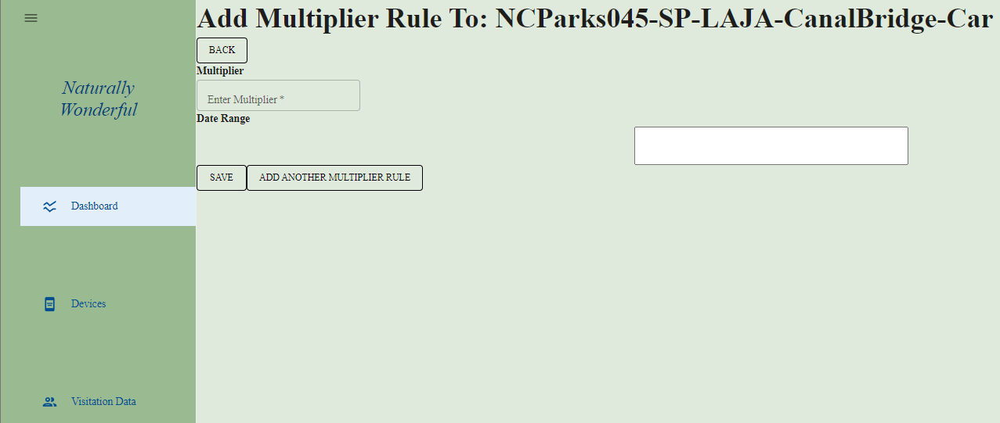 Add Multiplier Rule To: NCParks045-SP-LAJA-CanalBridge-Car
BACK
Multiplier
Enter Multiplier *
Date Range
SAVE
ADD ANOTHER MULTIPLIER RULE
Naturally
Wonderful
Dashboard
Devices
Visitation Data